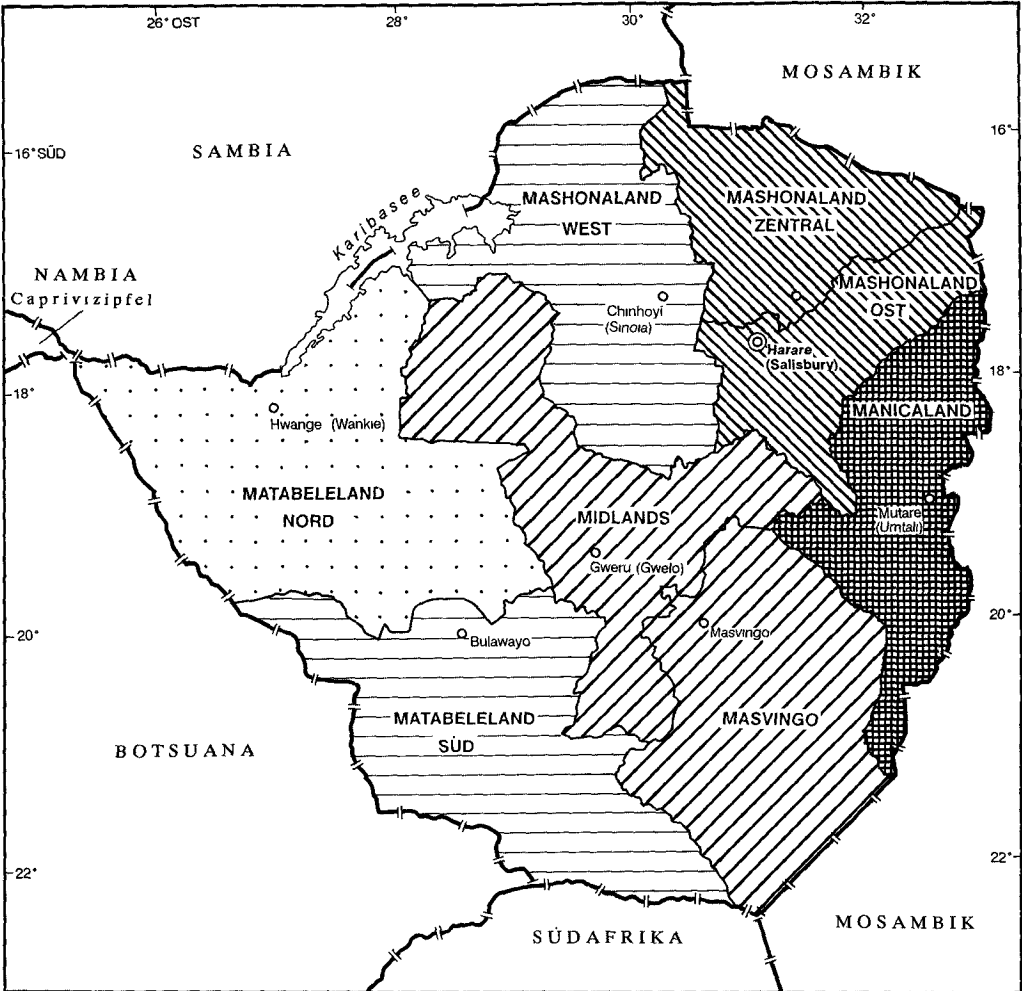 26° OST
28°
30°
32°
MOSAMBIK
16° SÜD
16°
SAMBIA
MASHONALAND
WEST
MASHONALAND
ZENTRAL
Karibasee
NAMBIA
Caprivizipfel
MASHONALAND
OST
Chinhoyi
(Sinoia)
Harare
(Salisbury)
18°
18°
MANICALAND
Hwange (Wankie)
MATABELELAND
NORD
MIDLANDS
Mutare
(Umtali)
Gweru (Gwelo)
20°
20°
Bulawayo
Masvingo
MATABELELAND
SÜD
MASVINGO
BOTSUANA
22°
22°
SÜDAFRIKA
MOSAMBIK